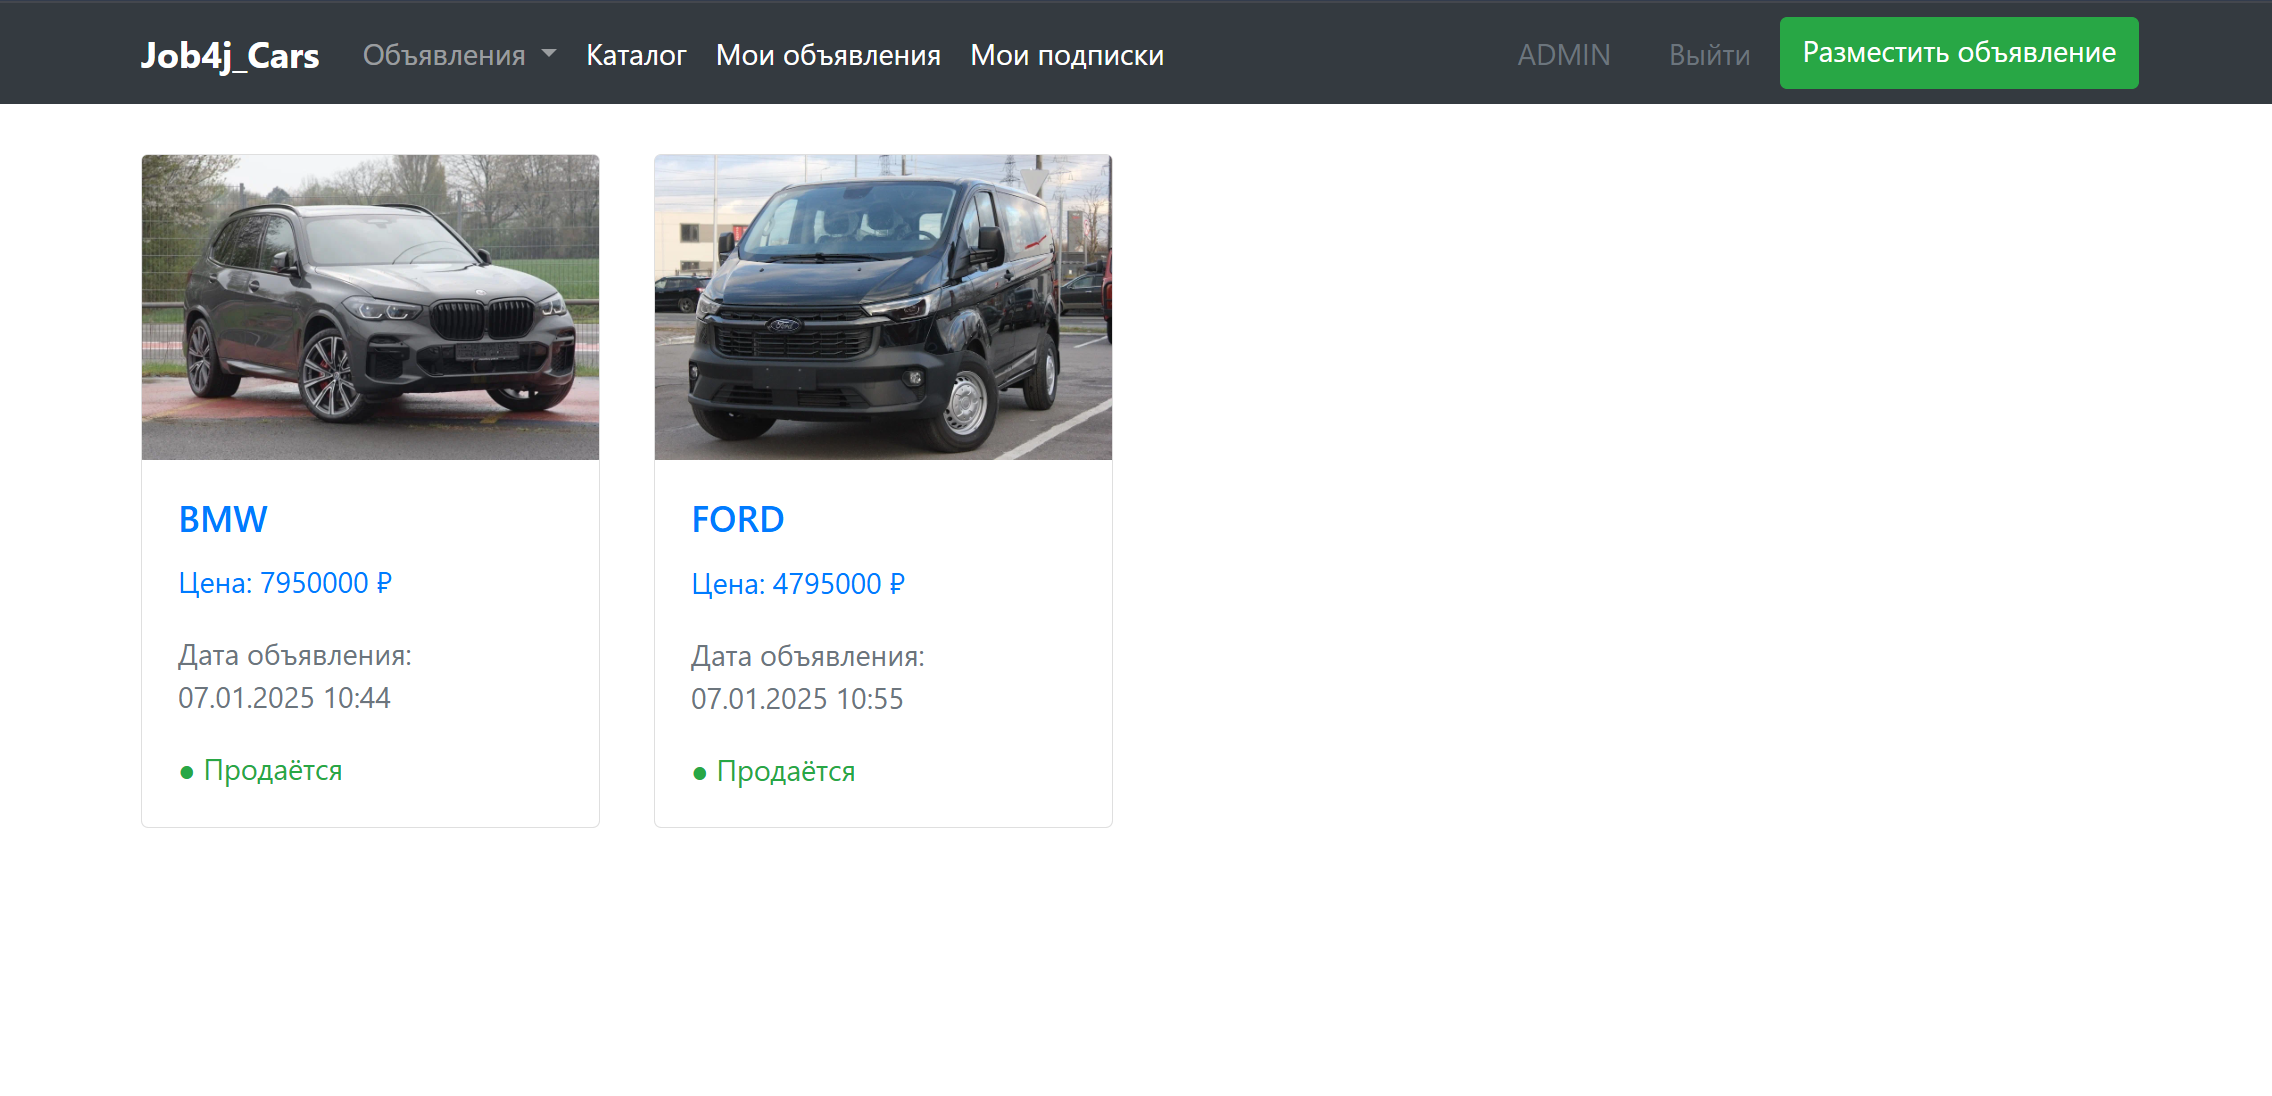 Job4j_Cars Объявления Каталог Мои объявления Мои подписки ADMIN Выйти Разместить объявление
BMW
Цена: 7950000 ₽
Дата объявления:
07.01.2025 10:44
● Продаётся
Ford
FORD
Цена: 4795000 ₽
Дата объявления:
07.01.2025 10:55
● Продаётся